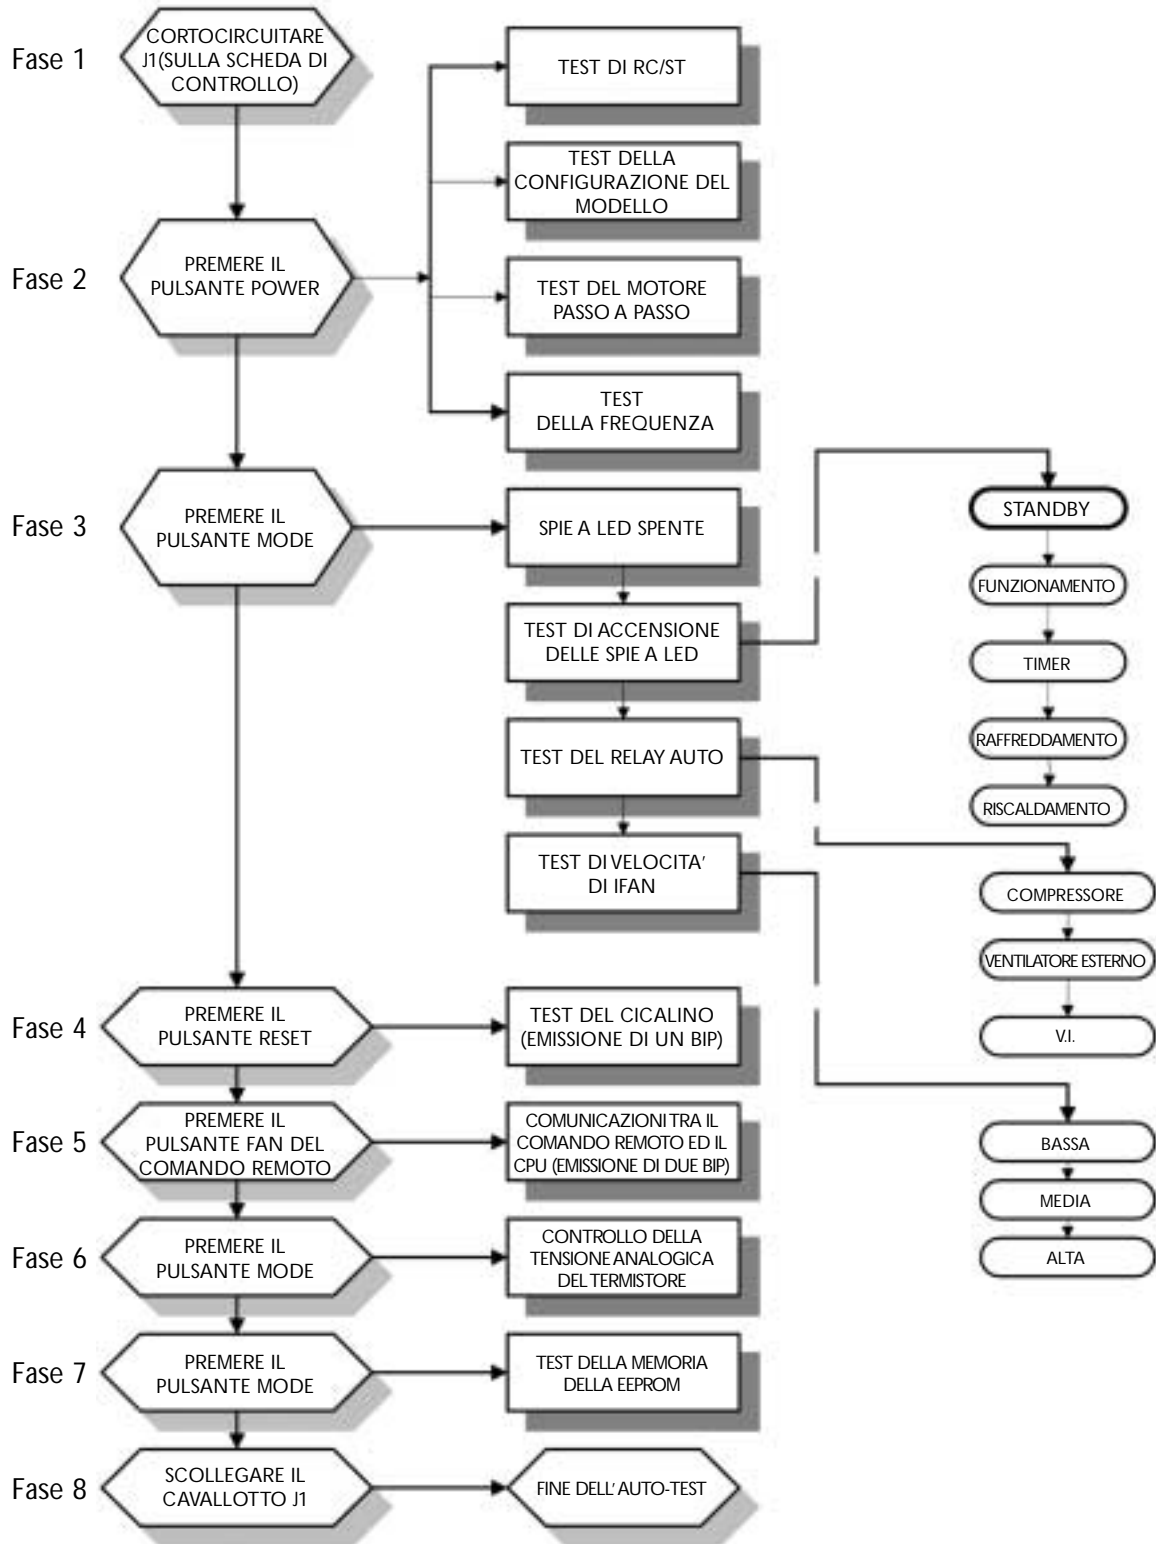 Fase 1
CORTOCIRCUITARE
J1(SULLA SCHEDA DI
CONTROLLO)
TEST DI RC/ST
TEST DELLA
CONFIGURAZIONE DEL
MODELLO
Fase 2
PREMERE IL
PULSANTE POWER
TEST DEL MOTORE
PASSO A PASSO
TEST
DELLA FREQUENZA
Fase 3
PREMERE IL
PULSANTE MODE
SPIE A LED SPENTE
TEST DI ACCENSIONE
DELLE SPIE A LED
TEST DEL RELAY AUTO
TEST DI VELOCITA'
DI IFAN
STANDBY
FUNZIONAMENTO
TIMER
RAFFREDDAMENTO
RISCALDAMENTO
COMPRESSORE
VENTILATORE ESTERNO
V.I.
BASSA
MEDIA
ALTA
Fase 4
PREMERE IL
PULSANTE RESET
TEST DEL CICALINO
(EMISSIONE DI UN BIP)
Fase 5
PREMERE IL
PULSANTE FAN DEL
COMANDO REMOTO
COMUNICAZIONI TRA IL
COMANDO REMOTO ED IL
CPU (EMISSIONE DI DUE BIP)
Fase 6
PREMERE IL
PULSANTE MODE
CONTROLLO DELLA
TENSIONE ANALOGICA
DEL TERMISTORE
Fase 7
PREMERE IL
PULSANTE MODE
TEST DELLA MEMORIA
DELLA EEPROM
Fase 8
SCOLLEGARE IL
CAVALLOTTO J1
FINE DELL'AUTO-TEST